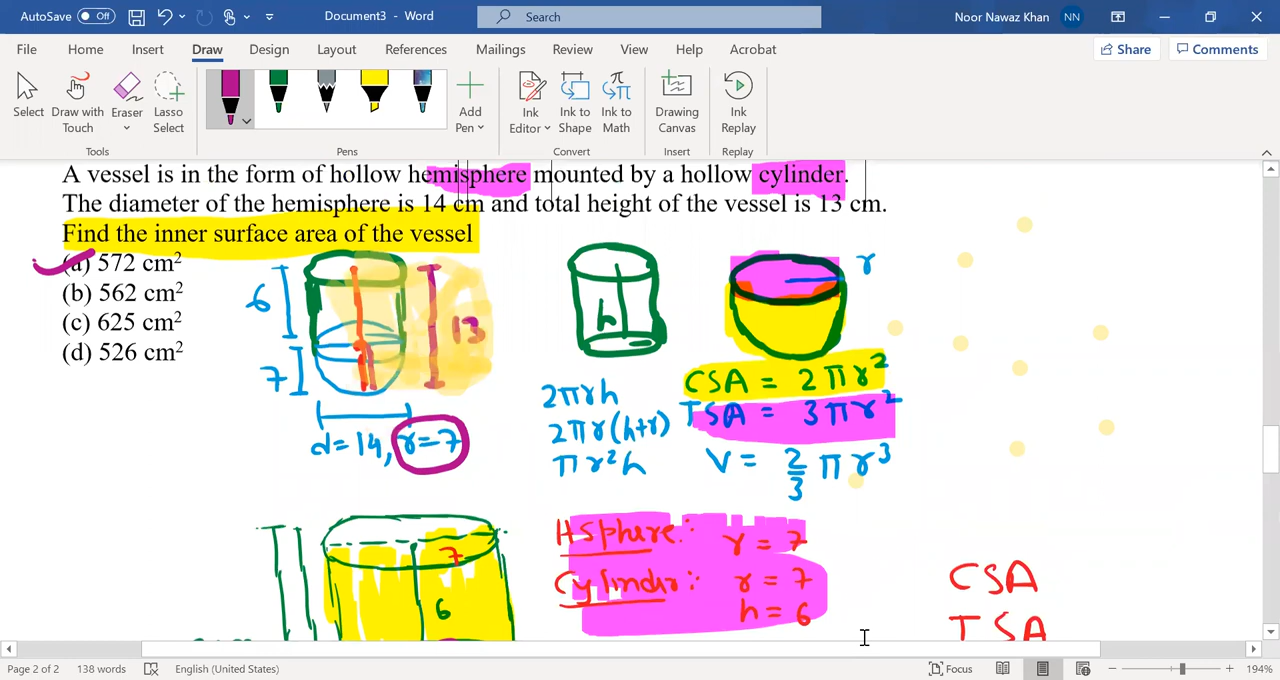 AutoSave Off Document3 - Word Search Noor Nawaz Khan NN
File Home Insert Draw Design Layout References Mailings Review View Help Acrobat Share Comments
Select Draw with Touch Eraser Lasso Select Add Pen Ink Editor Ink to Shape Ink to Math Drawing Canvas Ink Replay
Tools Pens Convert Insert Replay
A vessel is in the form of hollow hemisphere mounted by a hollow cylinder.
The diameter of the hemisphere is 14 cm and total height of the vessel is 13 cm.
Find the inner surface area of the vessel
(a) 572 cm²
(b) 562 cm²
(c) 625 cm²
(d) 526 cm²
6
13
7
d=14, r=7
h
r
2πrh
2πr(h+r)
πr²h
CSA = 2πr²
TSA = 3πr²
V = 2/3 πr³
7
6
HSphere: r = 7
Cylinder: r = 7
h = 6
CSA
TSA
Page 2 of 2 138 words English (United States) Focus 194%